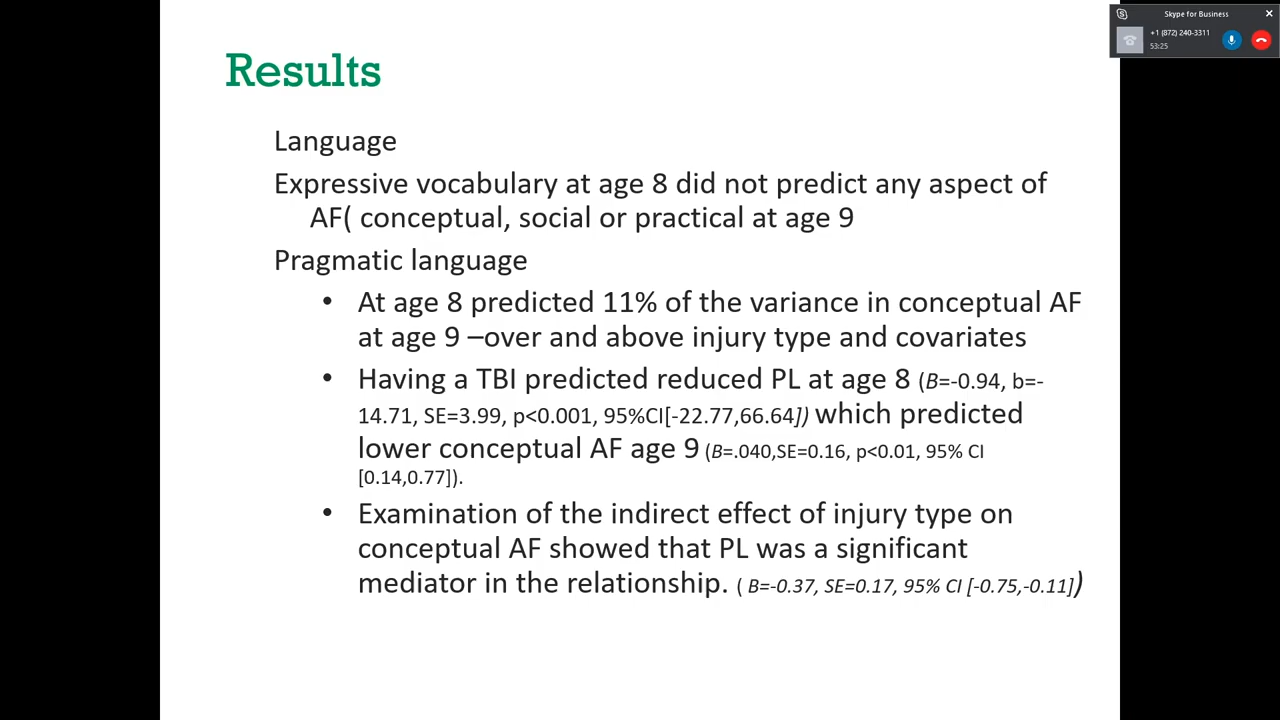 Skype for Business
+1 (872) 240-3311
53:25
Results
Language
Expressive vocabulary at age 8 did not predict any aspect of
AF( conceptual, social or practical at age 9
Pragmatic language
• At age 8 predicted 11% of the variance in conceptual AF
at age 9 –over and above injury type and covariates
• Having a TBI predicted reduced PL at age 8 (B=-0.94, b=-
14.71, SE=3.99, p<0.001, 95%CI[-22.77,66.64]) which predicted
lower conceptual AF age 9 (B=.040,SE=0.16, p<0.01, 95% CI
[0.14,0.77]).
• Examination of the indirect effect of injury type on
conceptual AF showed that PL was a significant
mediator in the relationship. ( B=-0.37, SE=0.17, 95% CI [-0.75,-0.11])